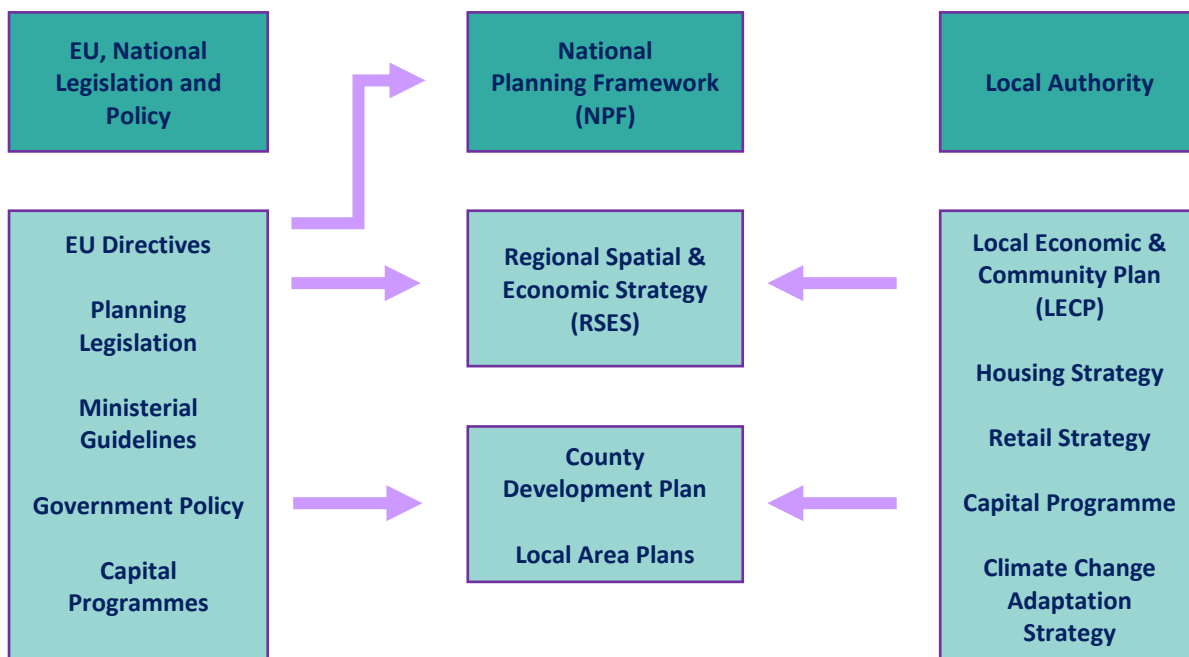 EU, National
Legislation and
Policy
National
Planning Framework
(NPF)
Local Authority
EU Directives
Planning
Legislation
Ministerial
Guidelines
Government Policy
Capital
Programmes
Regional Spatial &
Economic Strategy
(RSES)
County
Development Plan
Local Area Plans
Local Economic &
Community Plan
(LECP)
Housing Strategy
Retail Strategy
Capital Programme
Climate Change
Adaptation
Strategy